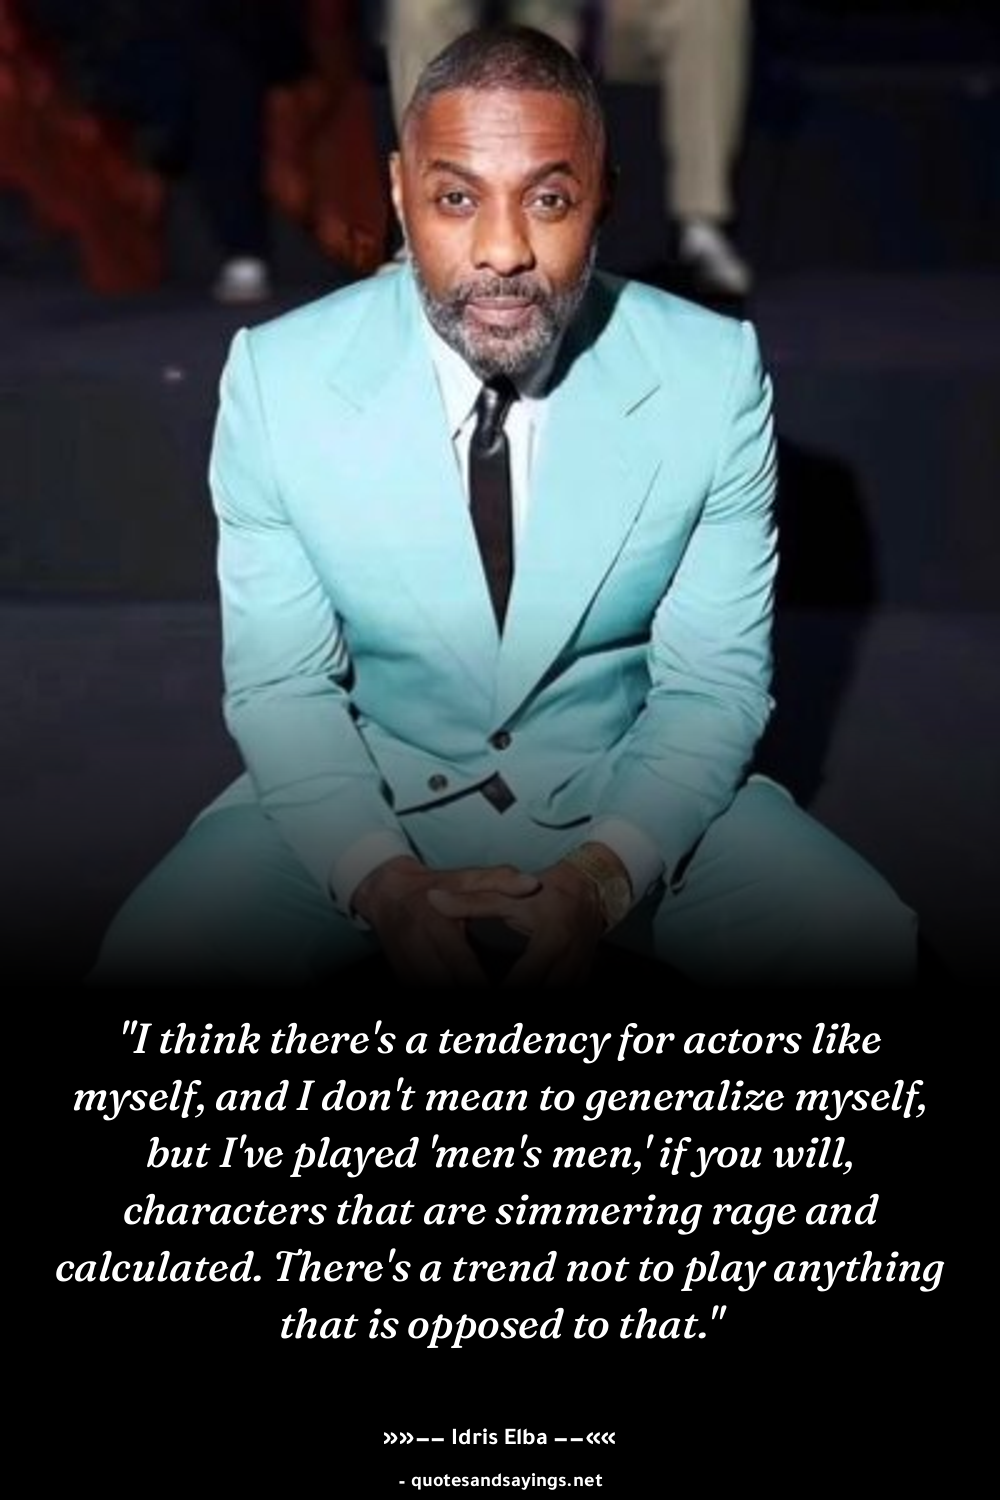 "I think there's a tendency for actors like
myself, and I don't mean to generalize myself,
but I've played 'men's men,' if you will,
characters that are simmering rage and
calculated. There's a trend not to play anything
that is opposed to that."
»»–– Idris Elba ––««
- quotesandsayings.net